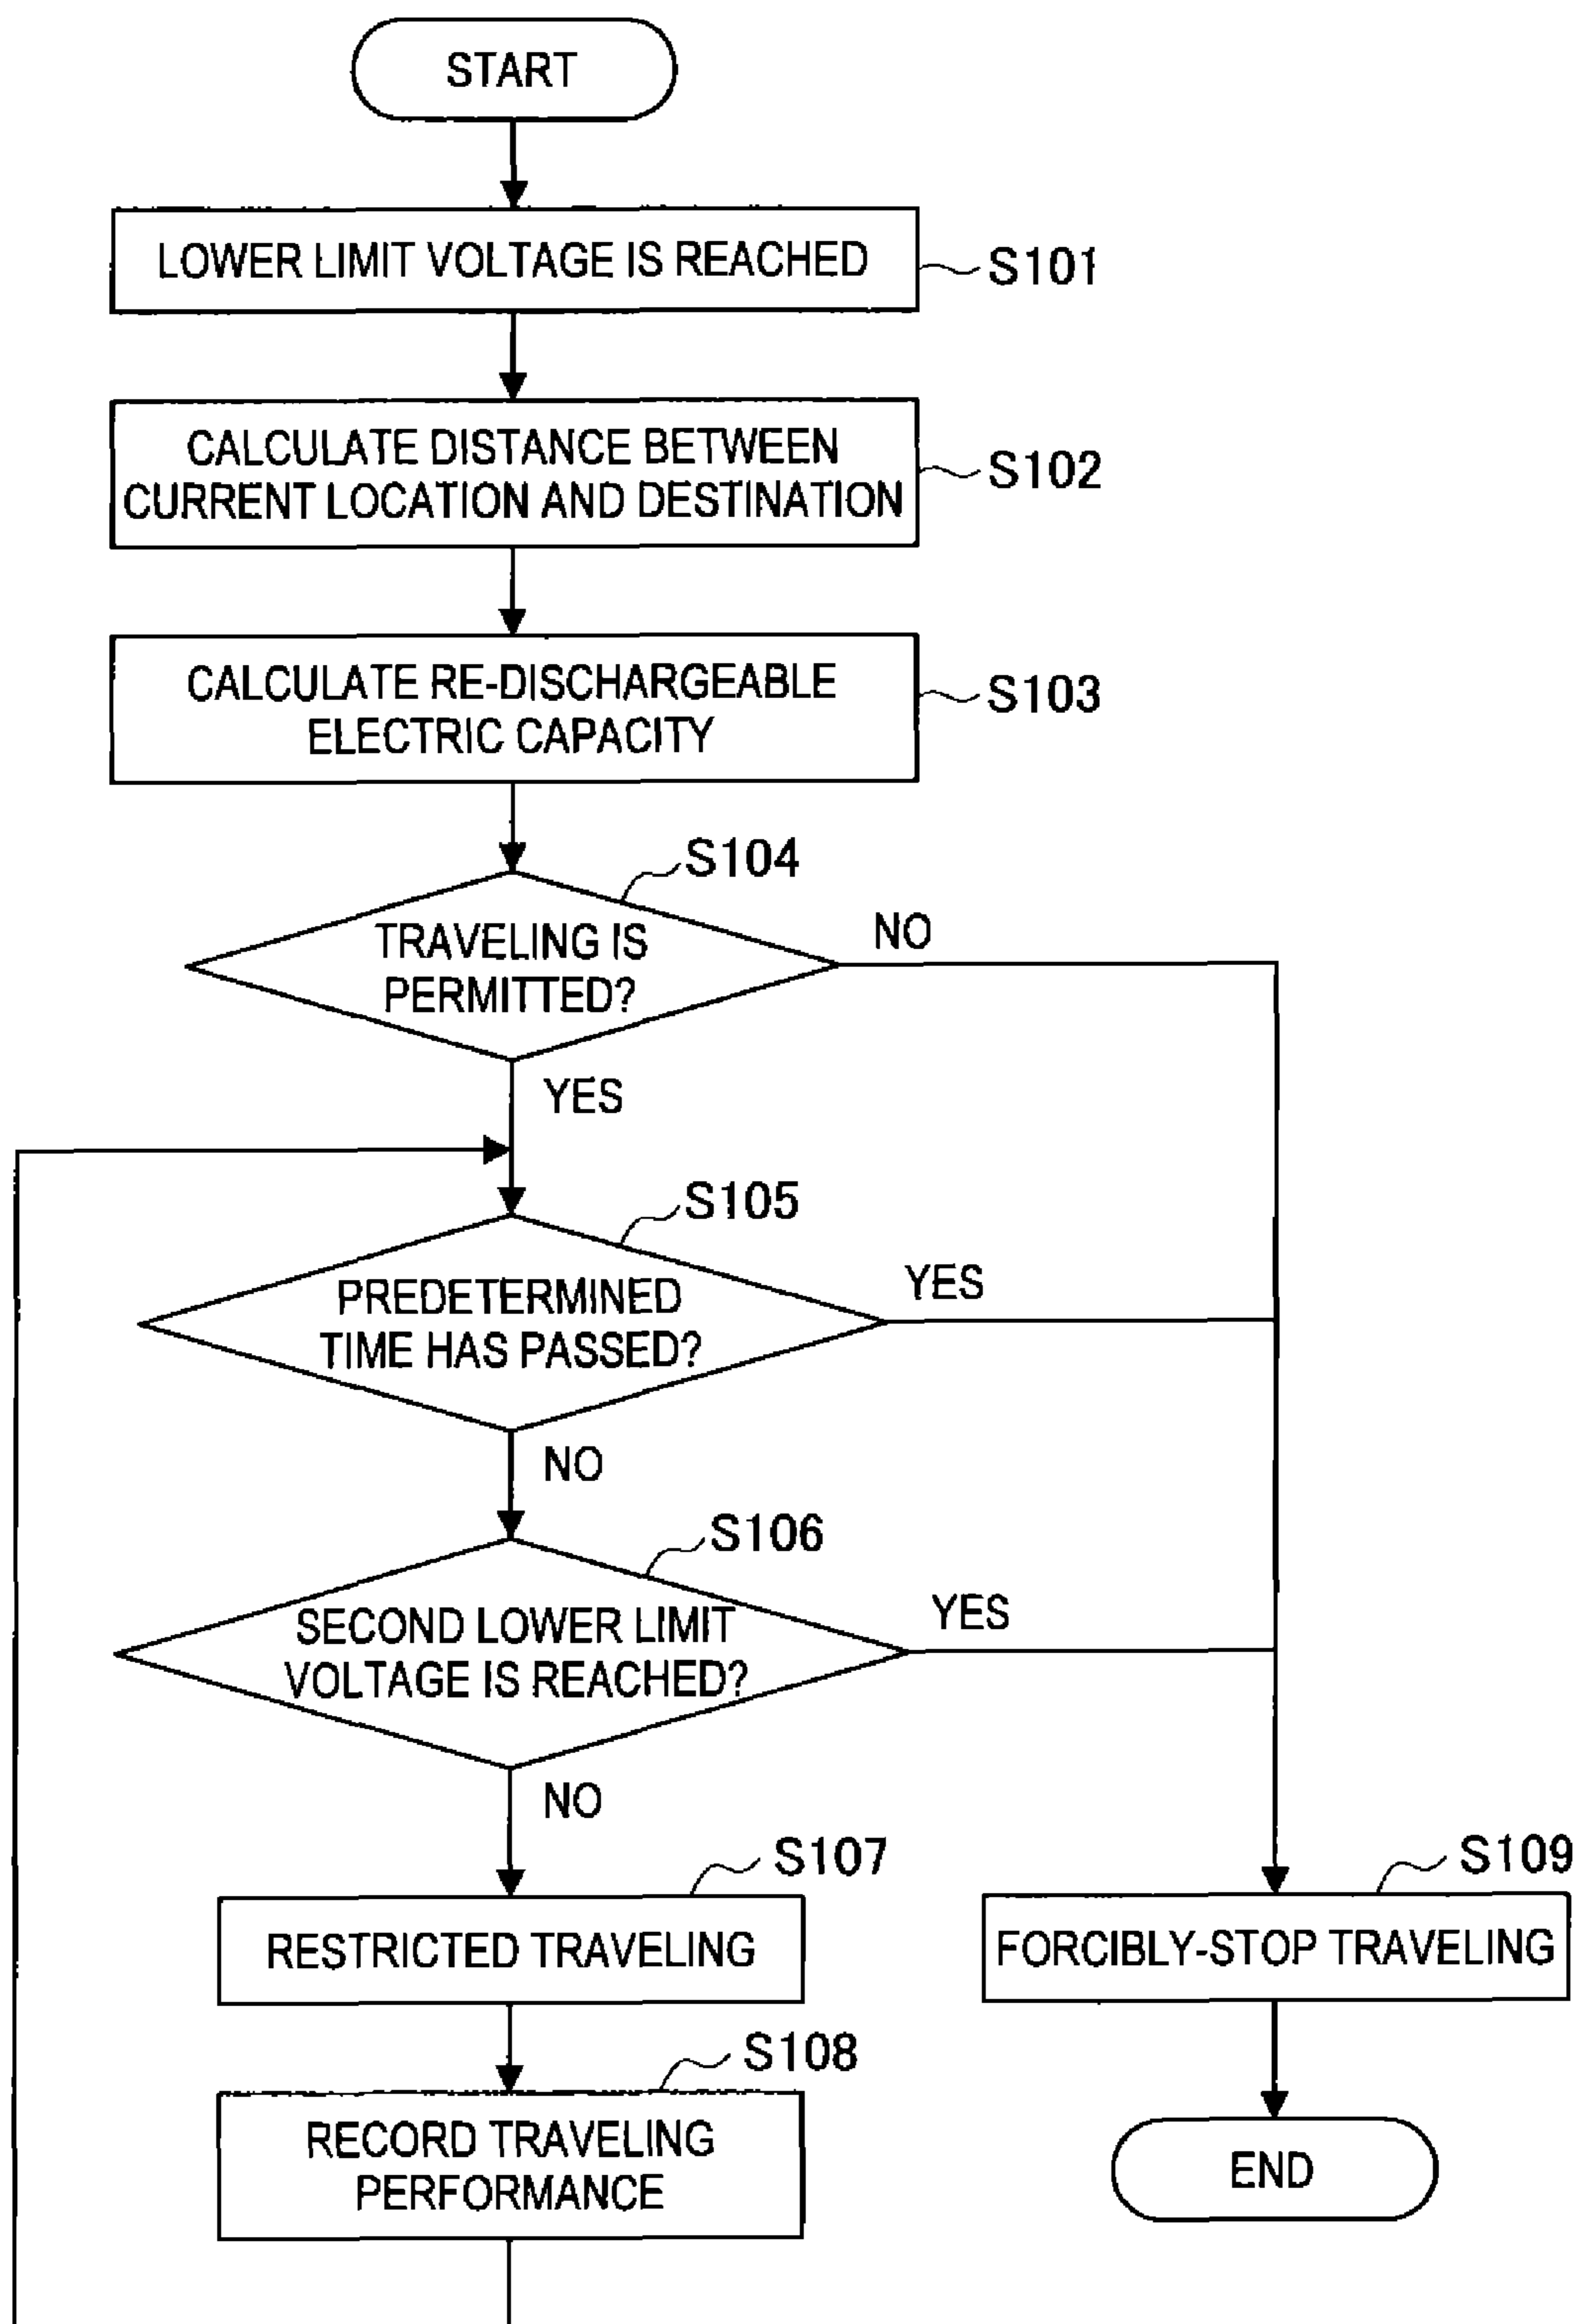 START
LOWER LIMIT VOLTAGE IS REACHED
S101
CALCULATE DISTANCE BETWEEN
CURRENT LOCATION AND DESTINATION
S102
CALCULATE RE-DISCHARGEABLE
ELECTRIC CAPACITY
S103
S104
TRAVELING IS
PERMITTED?
NO
YES
S105
PREDETERMINED
TIME HAS PASSED?
YES
NO
S106
SECOND LOWER LIMIT
VOLTAGE IS REACHED?
YES
NO
S107
RESTRICTED TRAVELING
S109
FORCIBLY-STOP TRAVELING
S108
RECORD TRAVELING
PERFORMANCE
END